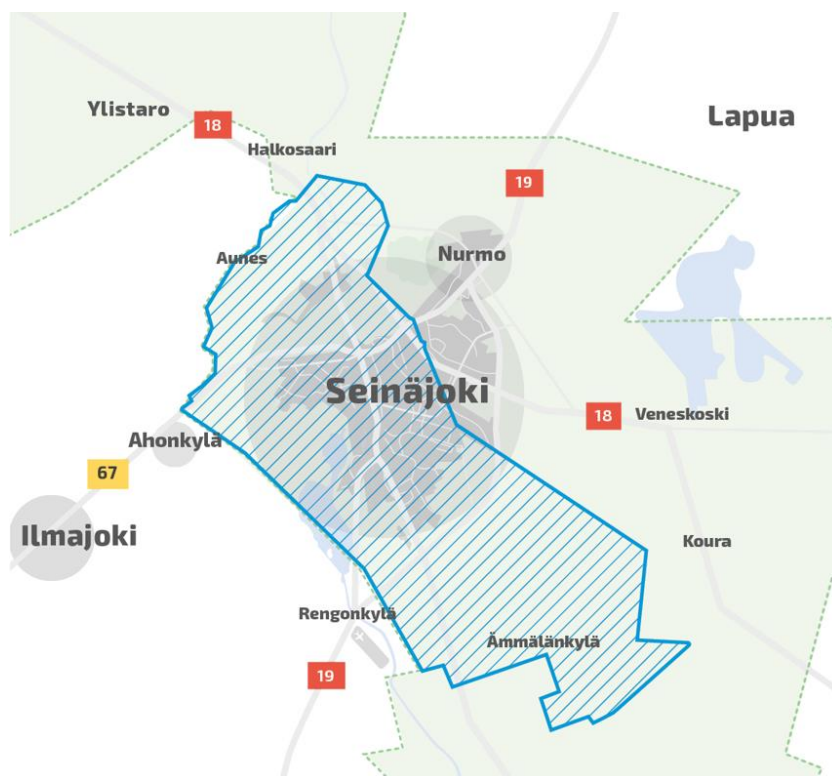 Ylistaro
18
Lapua
Halkosaari
19
Aunes
Nurmo
Seinäjoki
18
Veneskoski
Ahonkylä
67
Ilmajoki
Koura
Rengonkylä
Ämmälänkylä
19